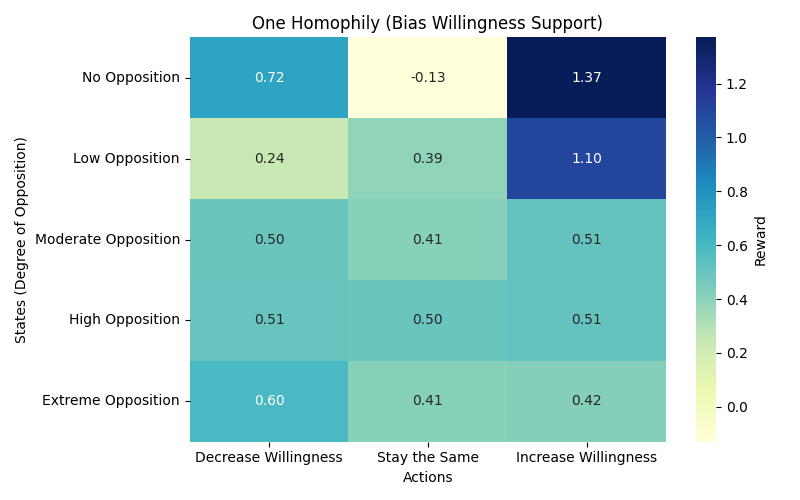 One Homophily (Bias Willingness Support)
States (Degree of Opposition)
No Opposition 0.72 -0.13 1.37
Low Opposition 0.24 0.39 1.10
Moderate Opposition 0.50 0.41 0.51
High Opposition 0.51 0.50 0.51
Extreme Opposition 0.60 0.41 0.42
Decrease Willingness Stay the Same Increase Willingness
Actions
1.2
1.0
0.8
0.6
0.4
0.2
0.0
Reward